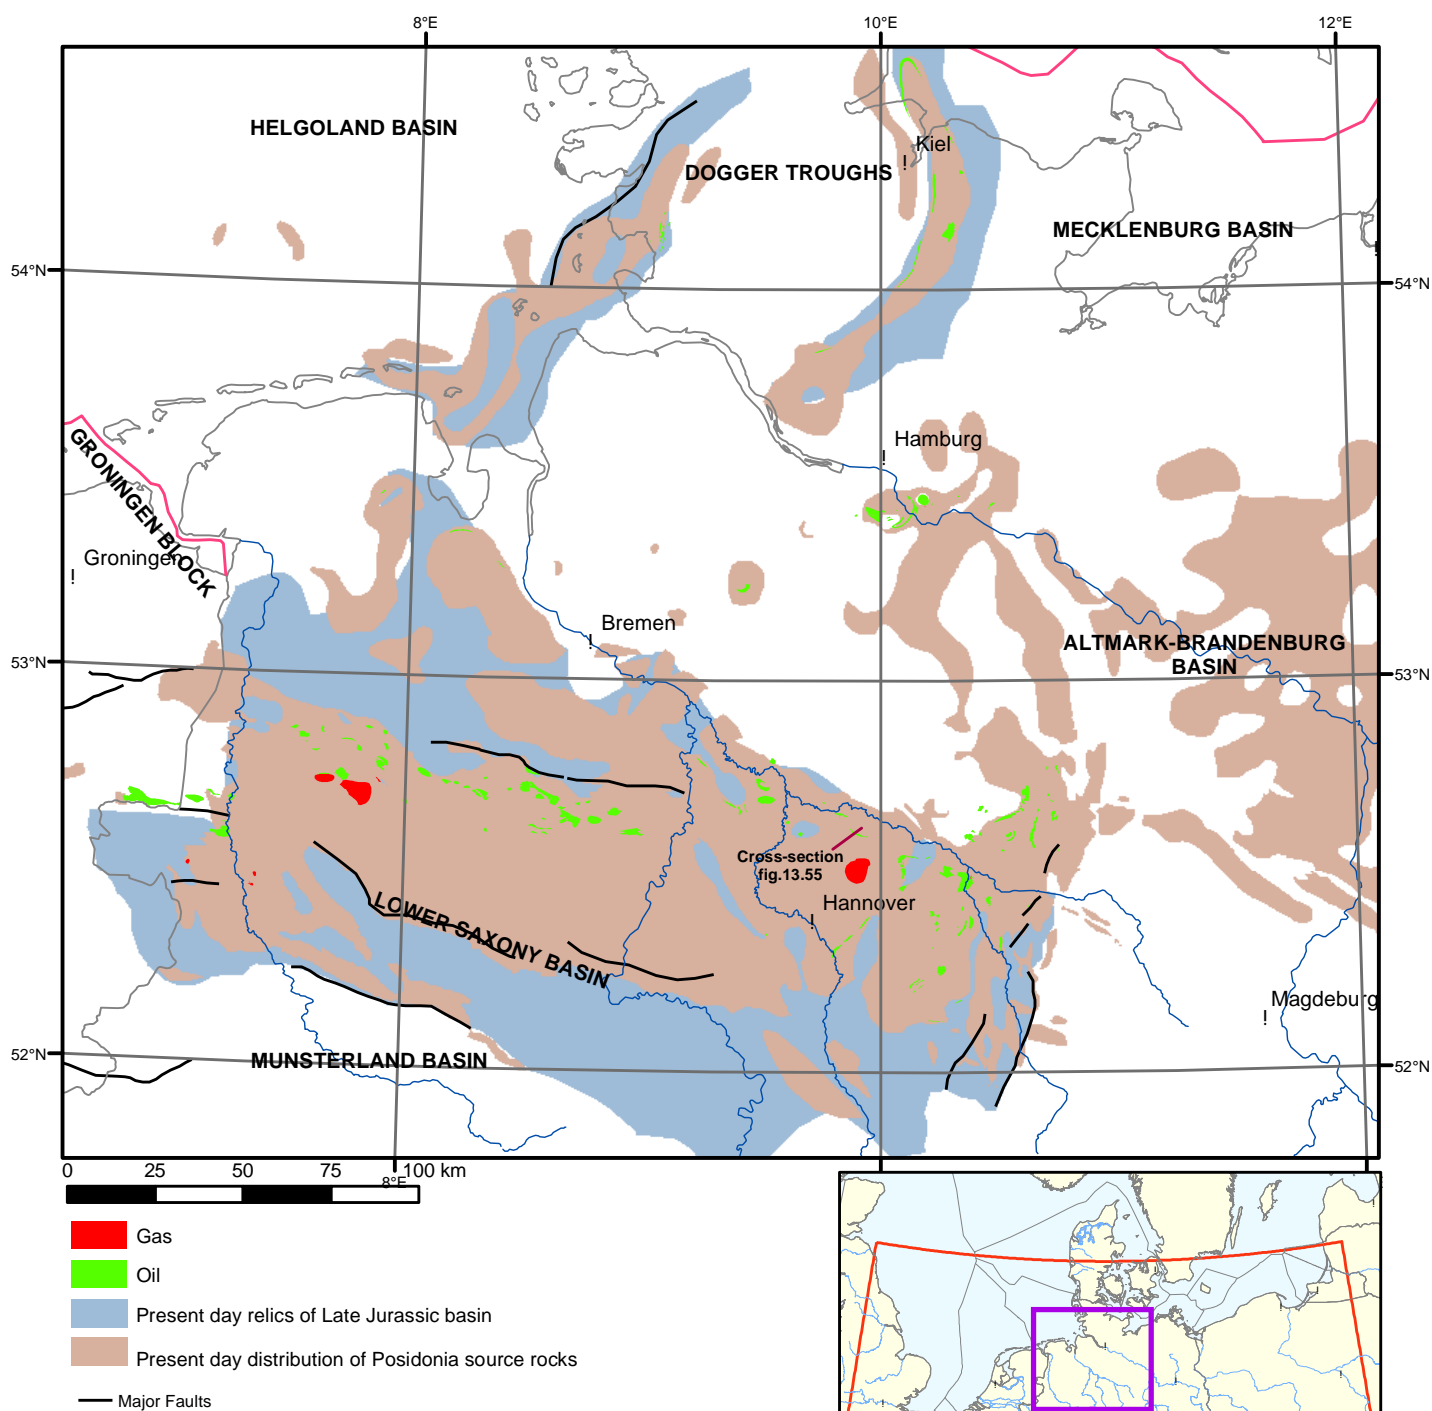 8°E
10°E
12°E
HELGOLAND BASIN
Kiel
!
DOGGER TROUGHS
MECKLENBURG BASIN
!
54°N
54°N
Hamburg
!
GRONINGEN BLOCK
Groningen
!
Bremen
!
ALTMARK-BRANDENBURG
BASIN
53°N
53°N
Cross-section
fig.13.55
Hannover
!
LOWER SAXONY BASIN
Magdeburg
!
52°N
MUNSTERLAND BASIN
52°N
0 25 50 75 100 km
8°E
Gas
Oil
Present day relics of Late Jurassic basin
Present day distribution of Posidonia source rocks
Major Faults